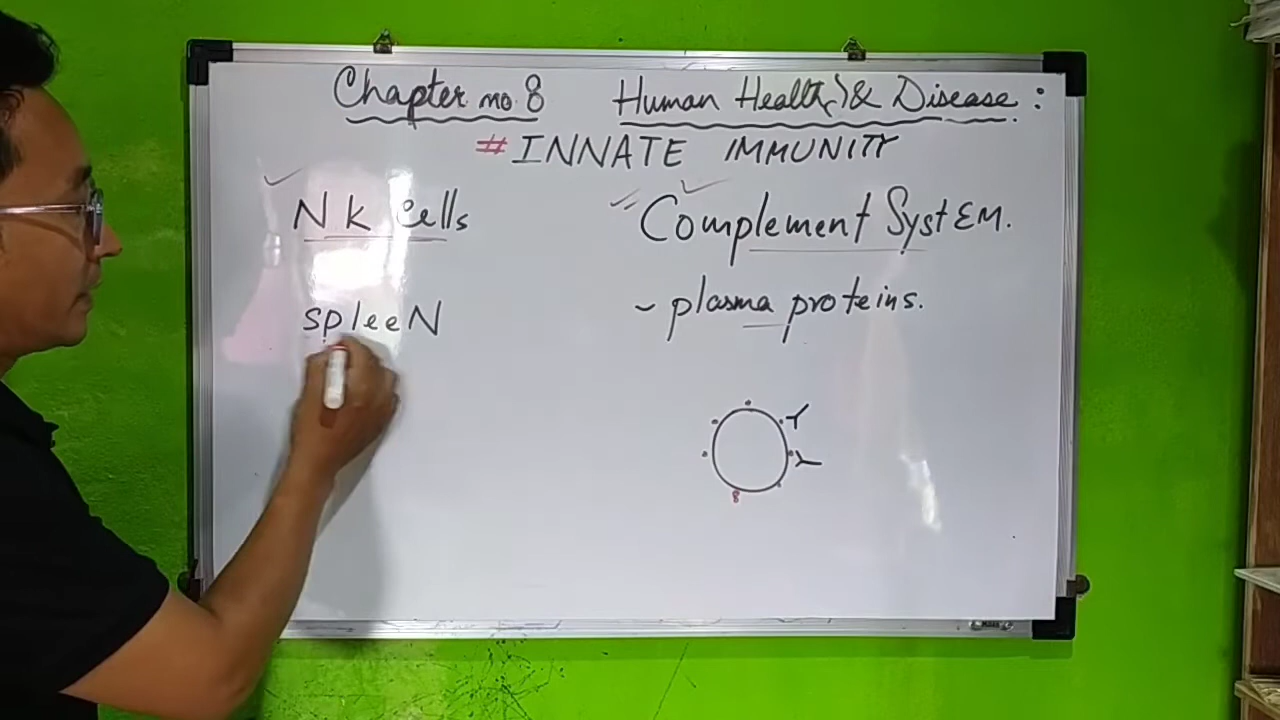 Chapter no. 8 Human Health & Disease :
# INNATE IMMUNITY
NK Cells
Complement SystEM.
spleeN
~ plasma proteins.